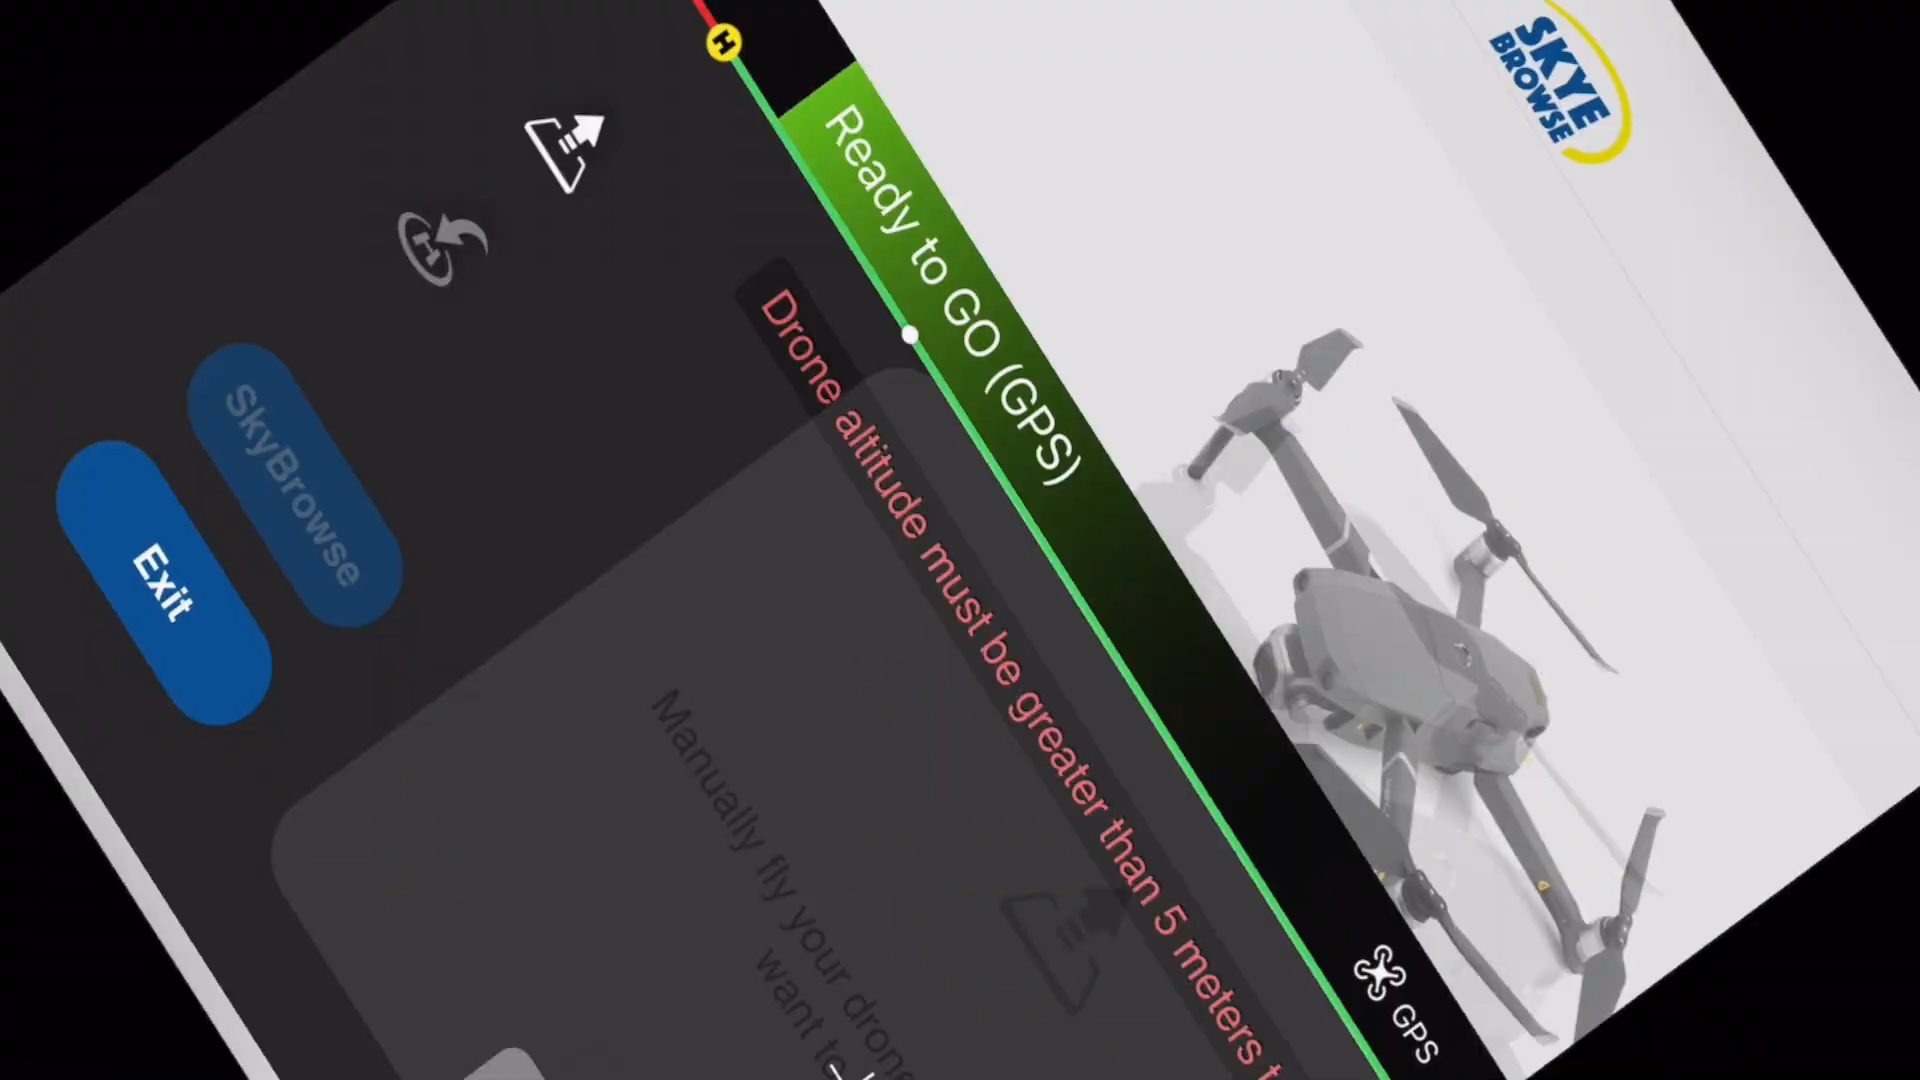 SKYE
BROWSE
Ready to GO (GPS)
GPS
Drone altitude must be greater than 5 meters
Manually fly your drone
want
SkyBrowse
Exit
H
H